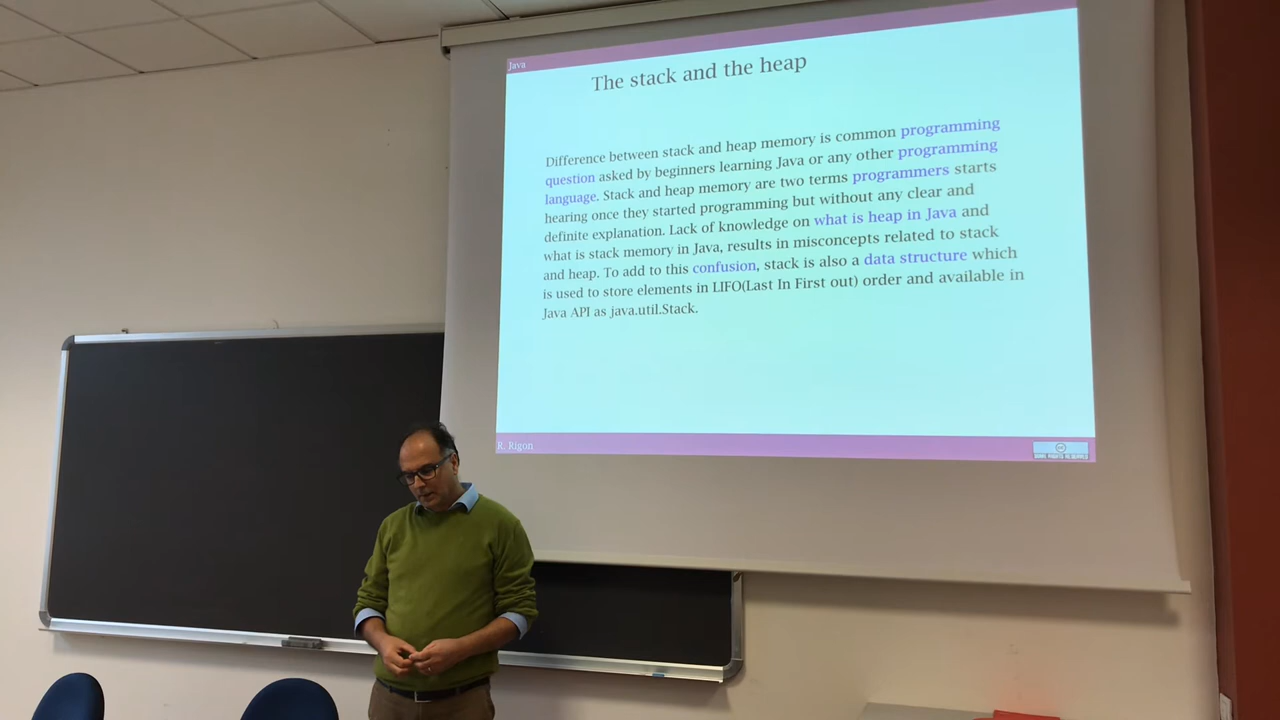 Java
The stack and the heap
Difference between stack and heap memory is common programming
question asked by beginners learning Java or any other programming
language. Stack and heap memory are two terms programmers starts
hearing once they started programming but without any clear and
definite explanation. Lack of knowledge on what is heap in Java and
what is stack memory in Java, results in misconcepts related to stack
and heap. To add to this confusion, stack is also a data structure which
is used to store elements in LIFO(Last In First out) order and available in
Java API as java.util.Stack.
R. Rigon
SOME RIGHTS RESERVED